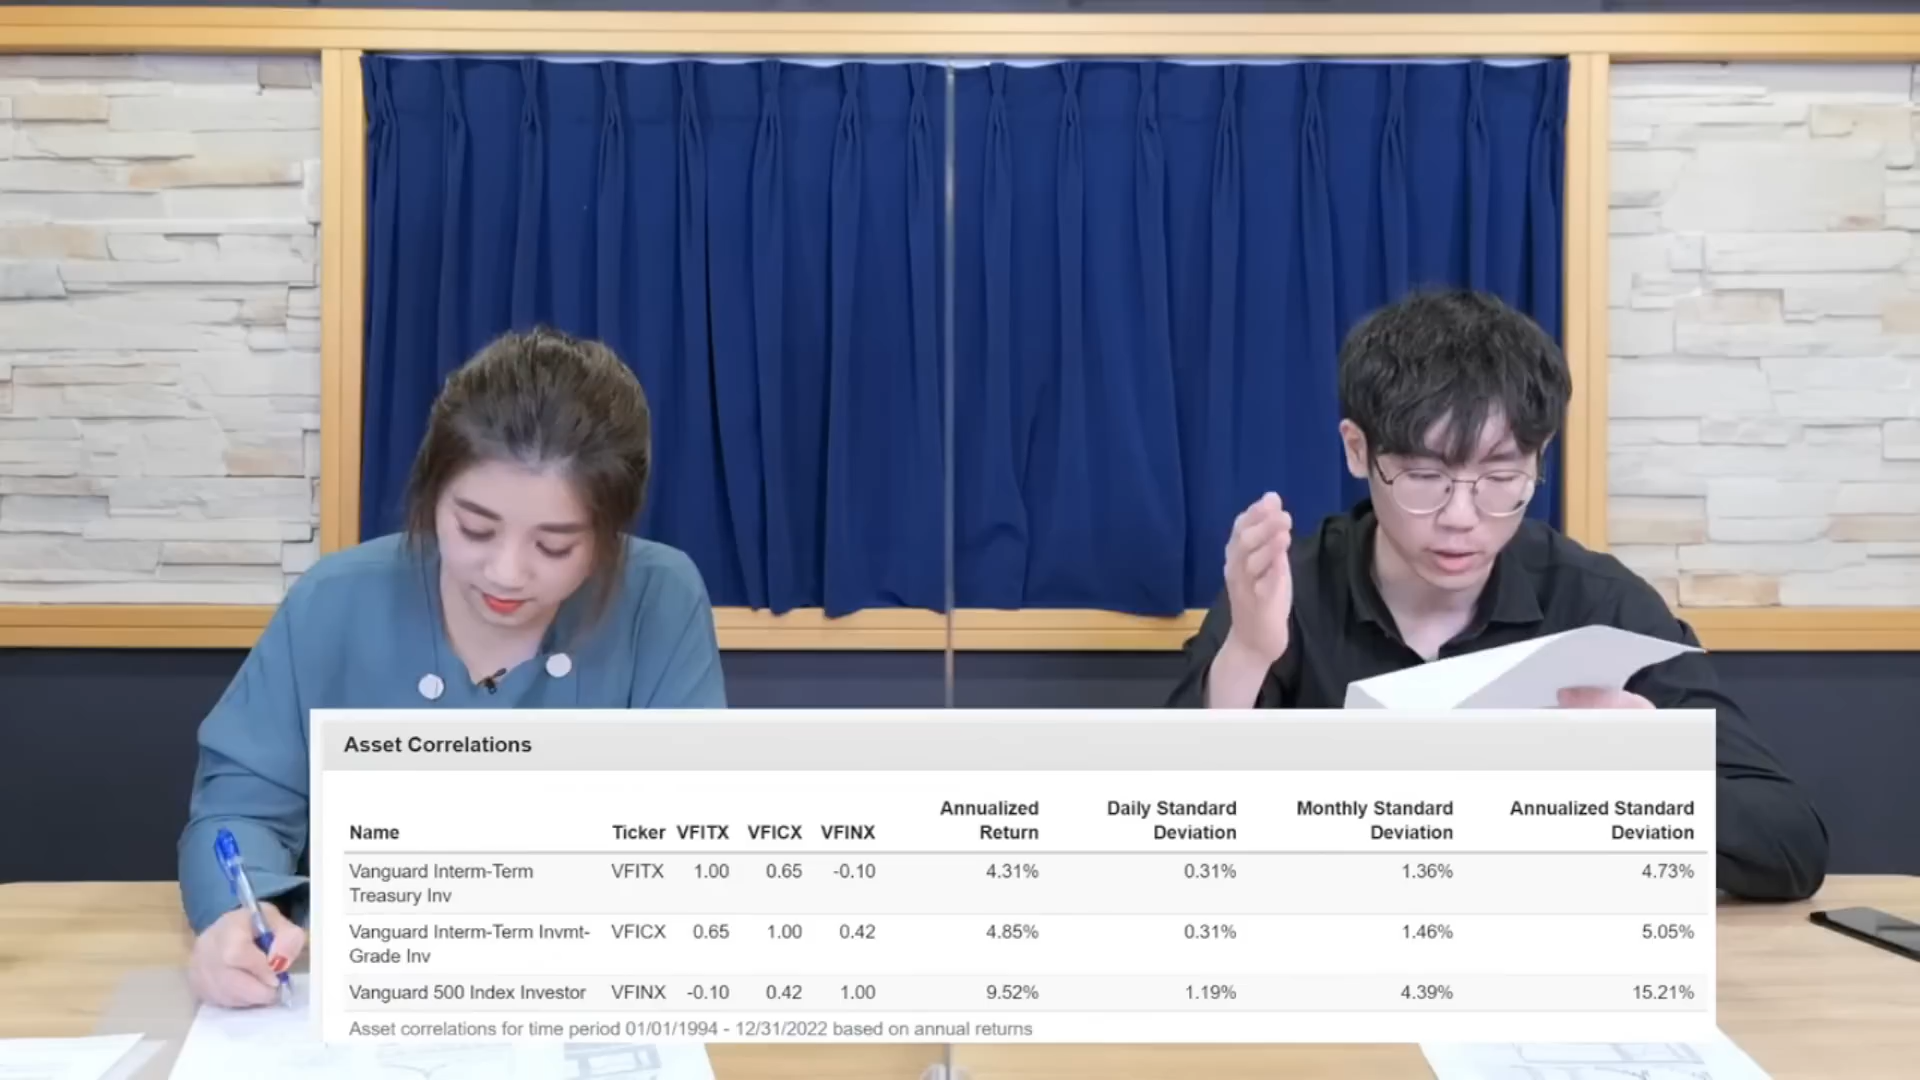 Asset Correlations
Annualized Daily Standard Monthly Standard Annualized Standard
Name Ticker VFITX VFICX VFINX Return Deviation Deviation Deviation
Vanguard Interm-Term VFITX 1.00 0.65 -0.10 4.31% 0.31% 1.36% 4.73%
Treasury Inv
Vanguard Interm-Term Invmt- VFICX 0.65 1.00 0.42 4.85% 0.31% 1.46% 5.05%
Grade Inv
Vanguard 500 Index Investor VFINX -0.10 0.42 1.00 9.52% 1.19% 4.39% 15.21%
Asset correlations for time period 01/01/1994 - 12/31/2022 based on annual returns